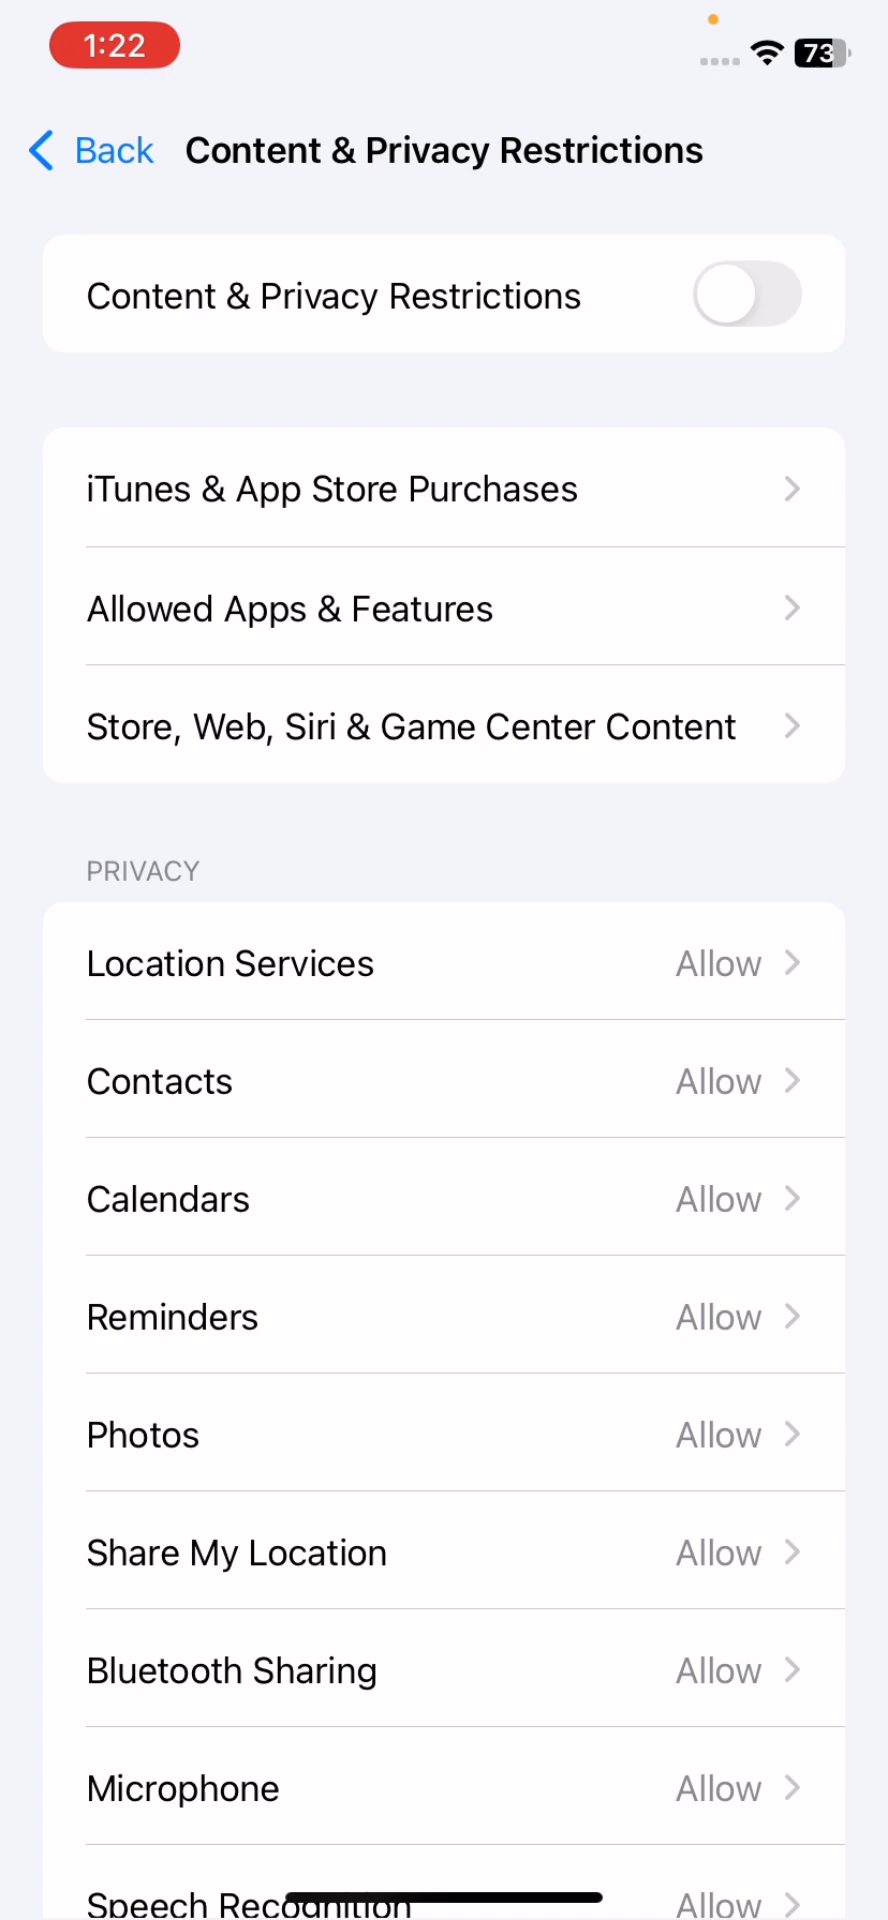 1:22
73
Back Content & Privacy Restrictions
Content & Privacy Restrictions
iTunes & App Store Purchases
Allowed Apps & Features
Store, Web, Siri & Game Center Content
PRIVACY
Location Services Allow
Contacts Allow
Calendars Allow
Reminders Allow
Photos Allow
Share My Location Allow
Bluetooth Sharing Allow
Microphone Allow
Speech Recognition Allow